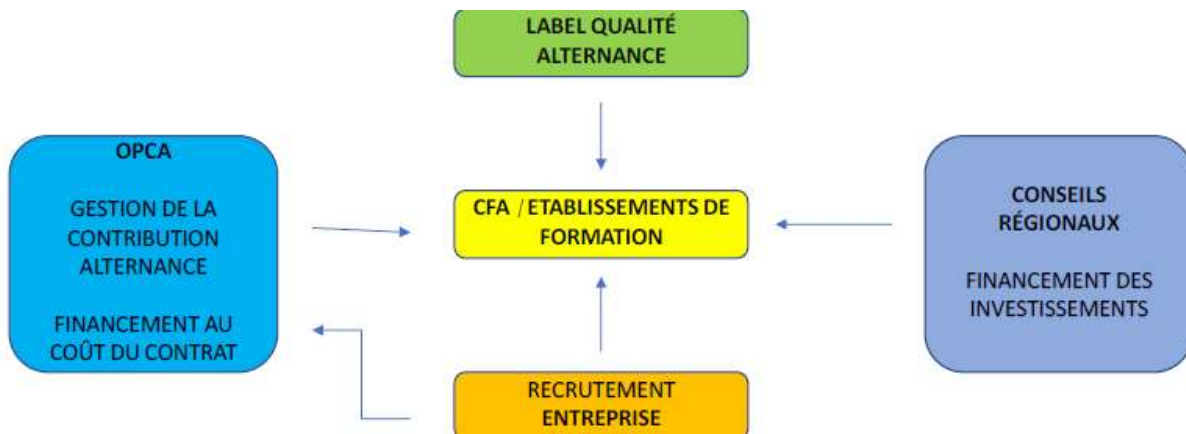 LABEL QUALITÉ
ALTERNANCE
OPCA
GESTION DE LA
CONTRIBUTION
ALTERNANCE
FINANCEMENT AU
COÛT DU CONTRAT
CFA / ETABLISSEMENTS DE
FORMATION
CONSEILS
RÉGIONAUX
FINANCEMENT DES
INVESTISSEMENTS
RECRUTEMENT
ENTREPRISE